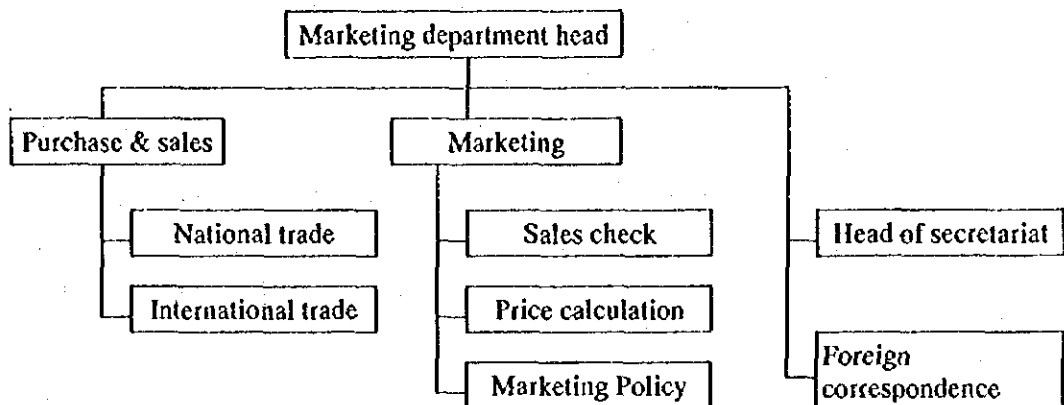 Marketing department head
Purchase & sales
Marketing
National trade
Sales check
Head of secretariat
International trade
Price calculation
Marketing Policy
Foreign
correspondence